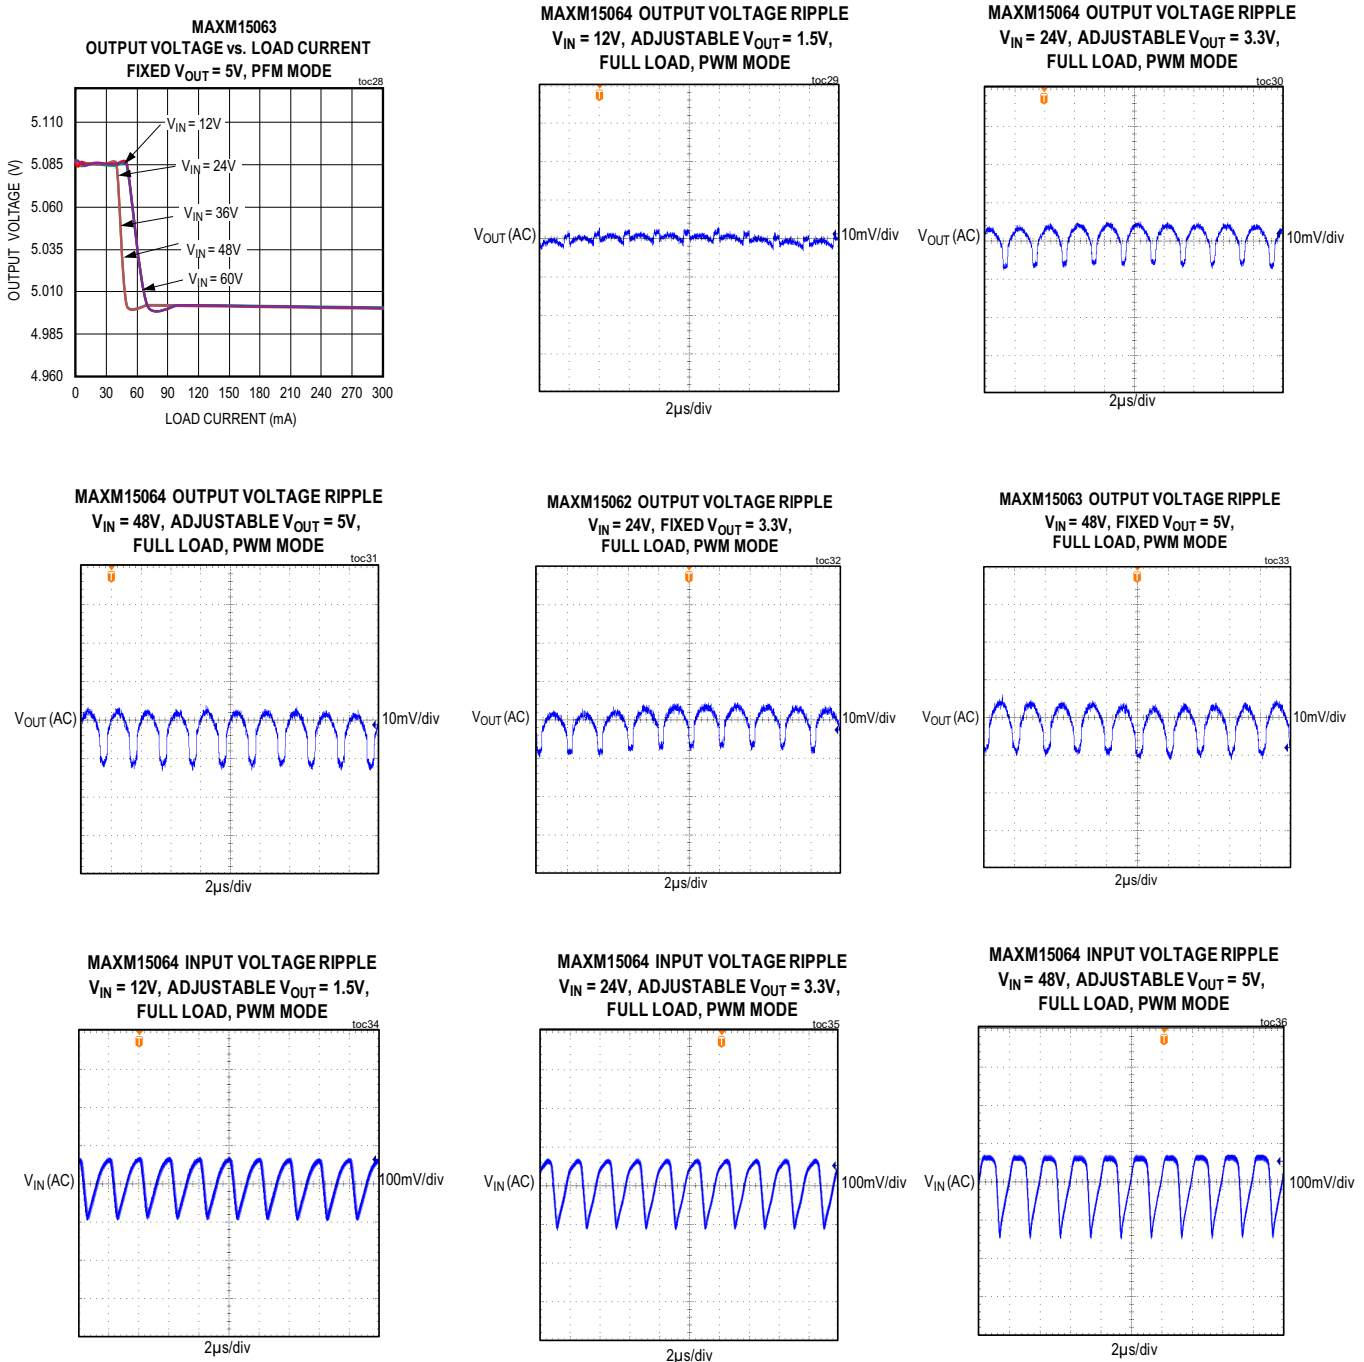 MAXM15063
OUTPUT VOLTAGE vs. LOAD CURRENT
FIXED VOUT = 5V, PFM MODE
toc28
OUTPUT VOLTAGE (V)
5.110
5.085
5.060
5.035
5.010
4.985
4.960
VIN = 12V
VIN = 24V
VIN = 36V
VIN = 48V
VIN = 60V
0 30 60 90 120 150 180 210 240 270 300
LOAD CURRENT (mA)
MAXM15064 OUTPUT VOLTAGE RIPPLE
VIN = 12V, ADJUSTABLE VOUT = 1.5V,
FULL LOAD, PWM MODE
toc29
T
VOUT (AC)
10mV/div
2µs/div
MAXM15064 OUTPUT VOLTAGE RIPPLE
VIN = 24V, ADJUSTABLE VOUT = 3.3V,
FULL LOAD, PWM MODE
toc30
T
VOUT (AC)
10mV/div
2µs/div
MAXM15064 OUTPUT VOLTAGE RIPPLE
VIN = 48V, ADJUSTABLE VOUT = 5V,
FULL LOAD, PWM MODE
toc31
T
VOUT (AC)
10mV/div
2µs/div
MAXM15062 OUTPUT VOLTAGE RIPPLE
VIN = 24V, FIXED VOUT = 3.3V,
FULL LOAD, PWM MODE
toc32
T
VOUT (AC)
10mV/div
2µs/div
MAXM15063 OUTPUT VOLTAGE RIPPLE
VIN = 48V, FIXED VOUT = 5V,
FULL LOAD, PWM MODE
toc33
T
VOUT (AC)
10mV/div
2µs/div
MAXM15064 INPUT VOLTAGE RIPPLE
VIN = 12V, ADJUSTABLE VOUT = 1.5V,
FULL LOAD, PWM MODE
toc34
T
VIN (AC)
100mV/div
2µs/div
MAXM15064 INPUT VOLTAGE RIPPLE
VIN = 24V, ADJUSTABLE VOUT = 3.3V,
FULL LOAD, PWM MODE
toc35
T
VIN (AC)
100mV/div
2µs/div
MAXM15064 INPUT VOLTAGE RIPPLE
VIN = 48V, ADJUSTABLE VOUT = 5V,
FULL LOAD, PWM MODE
toc36
T
VIN (AC)
100mV/div
2µs/div